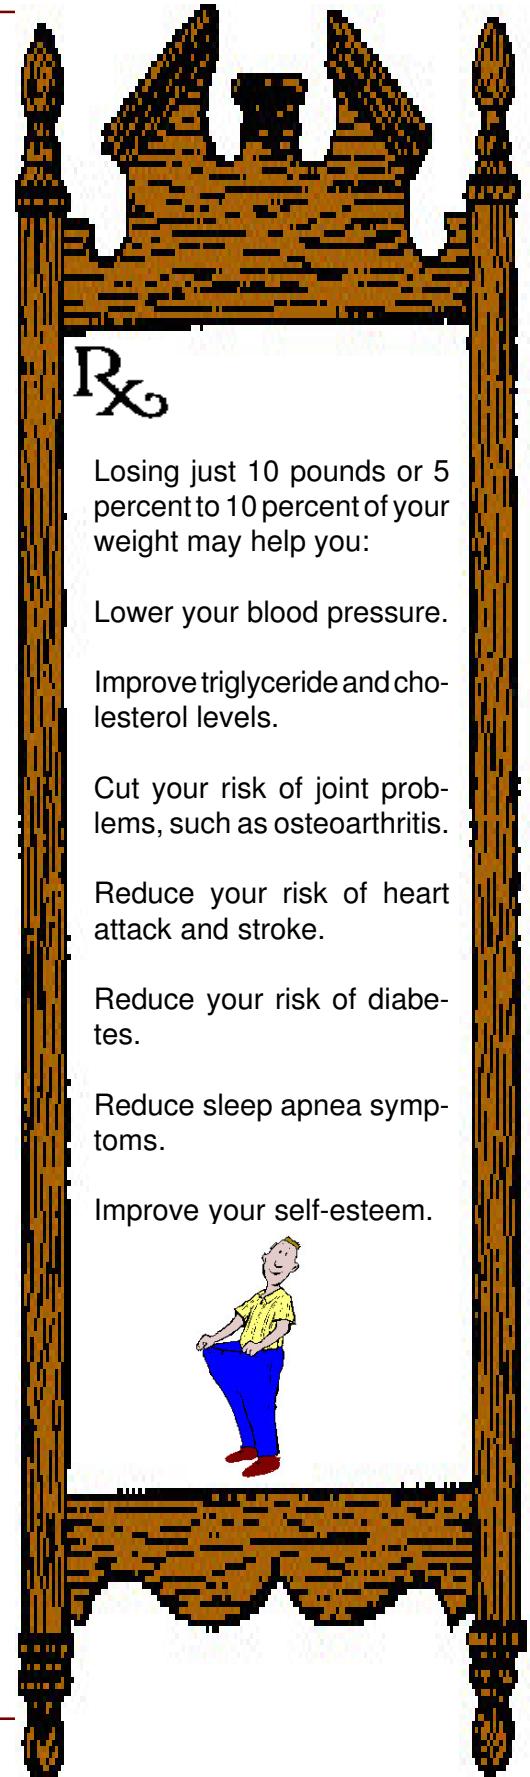 Rx
Losing just 10 pounds or 5
percent to 10 percent of your
weight may help you:
Lower your blood pressure.
Improve triglyceride and cho-
lesterol levels.
Cut your risk of joint prob-
lems, such as osteoarthritis.
Reduce your risk of heart
attack and stroke.
Reduce your risk of diabe-
tes.
Reduce sleep apnea symp-
toms.
Improve your self-esteem.